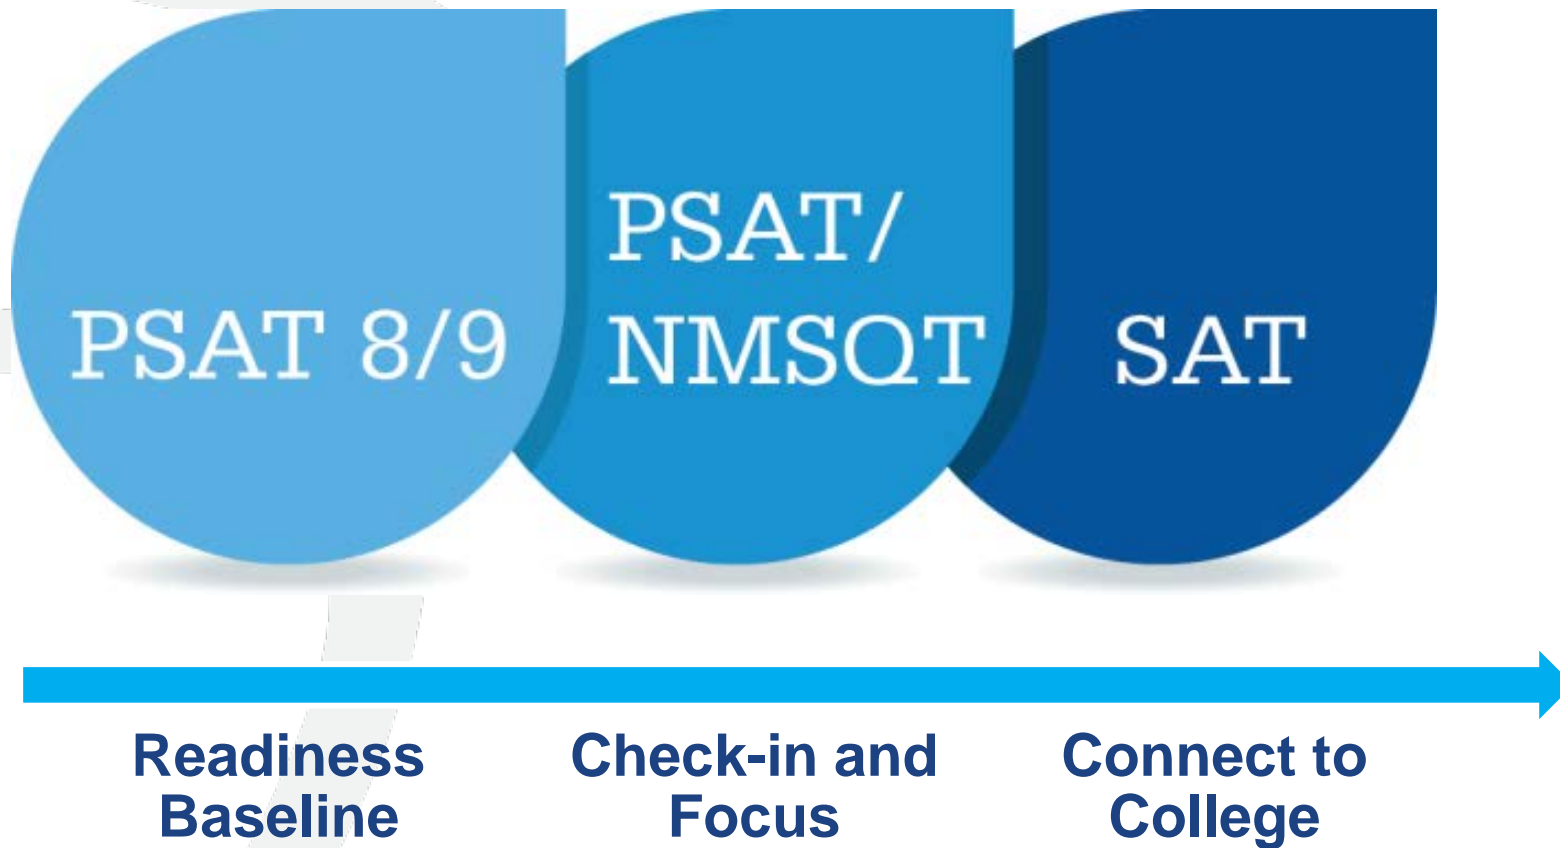 PSAT 8/9
PSAT/
NMSQT
SAT
Readiness
Baseline
Check-in and
Focus
Connect to
College